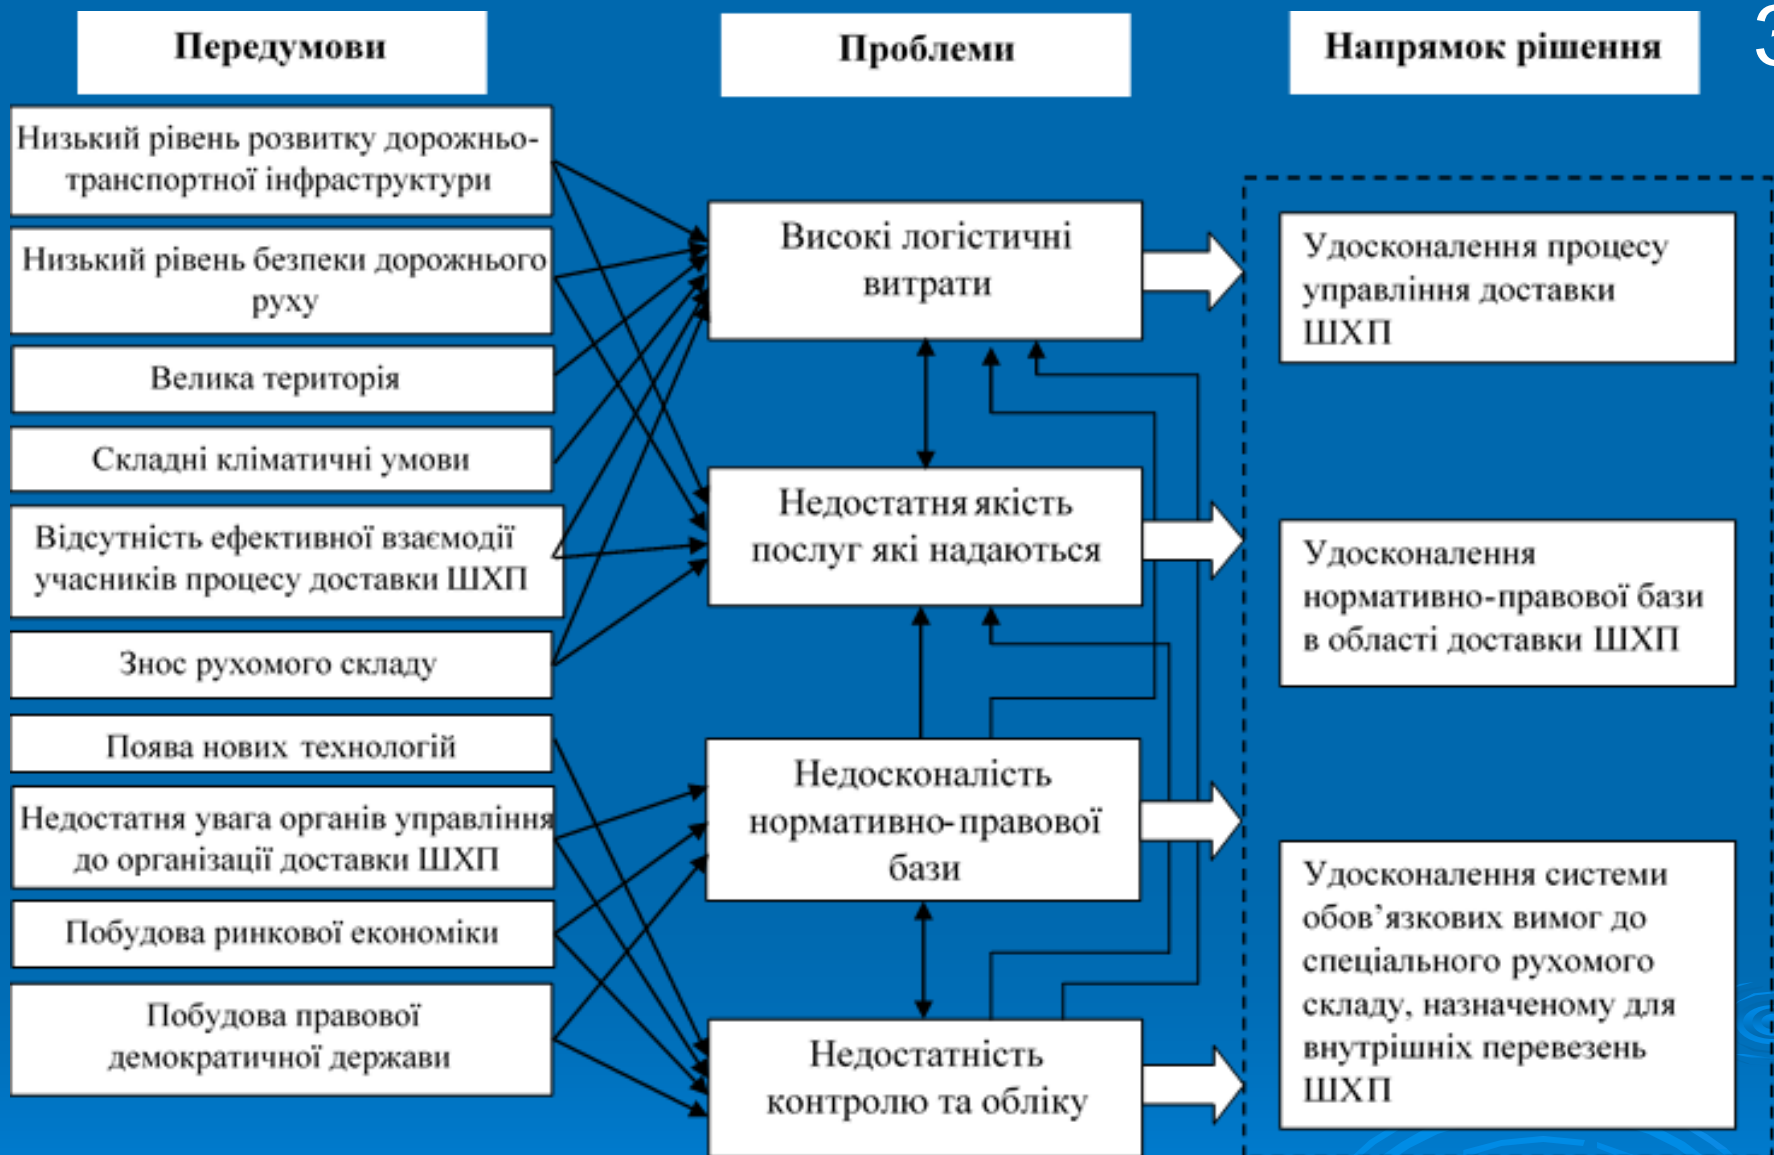 Передумови
Проблеми
Напрямок рішення
3
Низький рівень розвитку дорожньо-
транспортної інфраструктури
Низький рівень безпеки дорожнього
руху
Велика територія
Складні кліматичні умови
Відсутність ефективної взаємодії
учасників процесу доставки ШХП
Знос рухомого складу
Поява нових технологій
Недостатня увага органів управління
до організації доставки ШХП
Побудова ринкової економіки
Побудова правової
демократичної держави
Високі логістичні
витрати
Недостатня якість
послуг які надаються
Недосконалість
нормативно-правової
бази
Недостатність
контролю та обліку
Удосконалення процесу
управління доставки
ШХП
Удосконалення
нормативно-правової бази
в області доставки ШХП
Удосконалення системи
обов’язкових вимог до
спеціального рухомого
складу, назначеному для
внутрішніх перевезень
ШХП